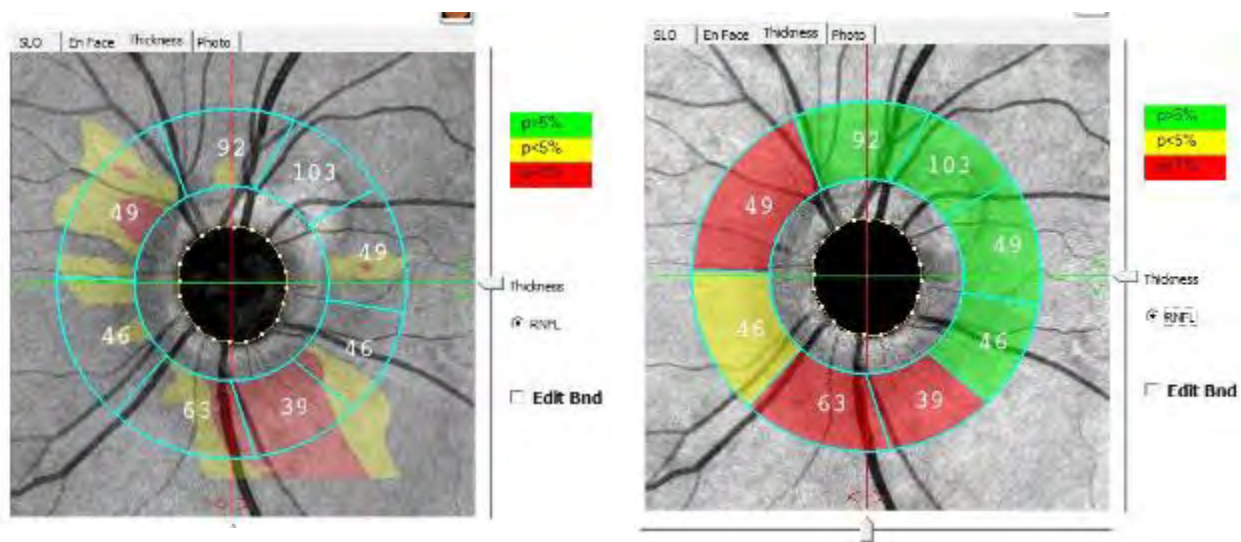 SLO En Face Thickness Photo
92
103
49
49
46
46
63
39
p>5%
p<5%
Thickness
RNFL
Edit Bnd
SLO En Face Thickness Photo
92
103
49
49
46
46
63
39
p>5%
p<5%
Thickness
RNFL
Edit Bnd